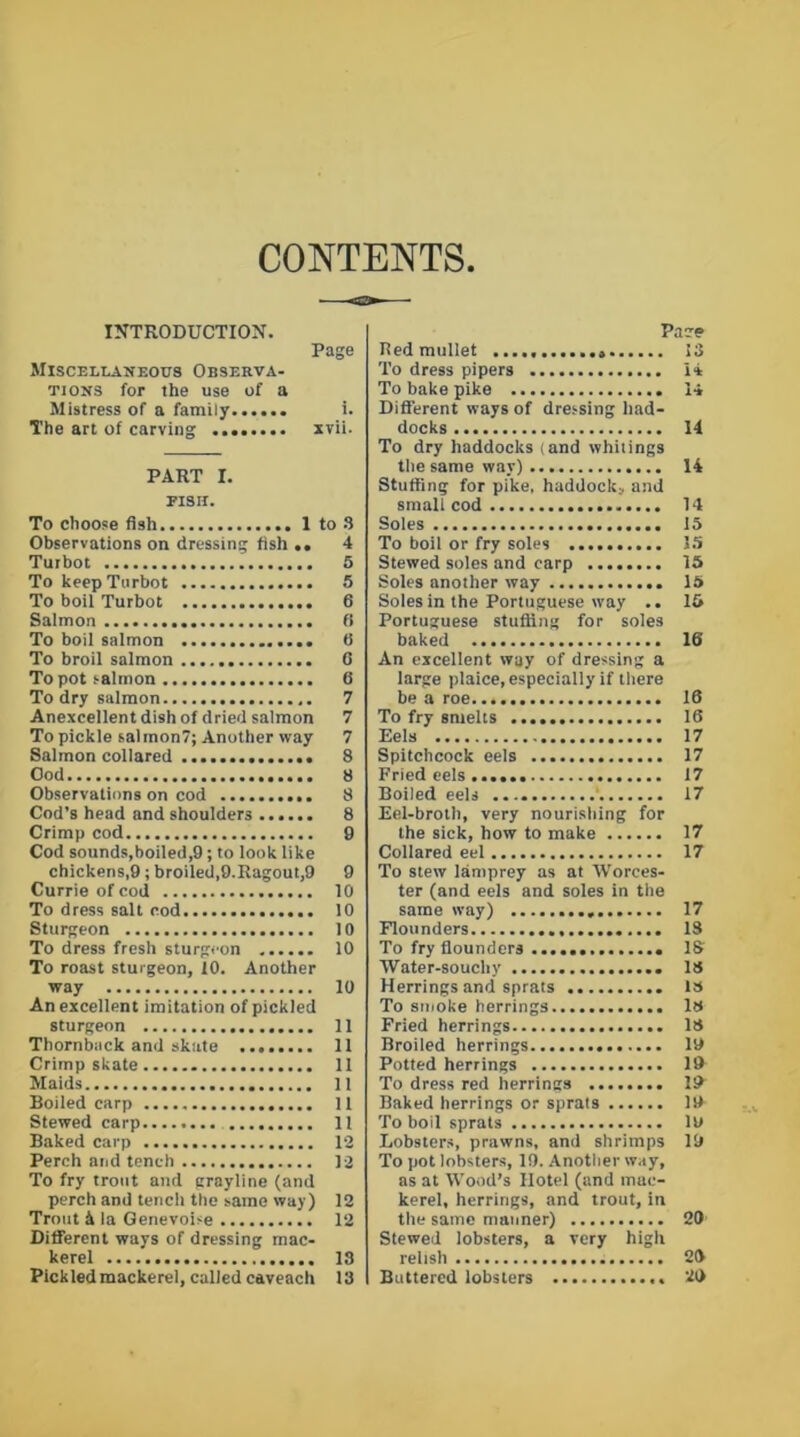 CONTENTS.
INTRODUCTION.
Page
MISCELLANEOUS OBSERVA-
TIONS for the use of a
Mistress of a family...... i.
The art of carving ........ xvii.
PART I.
FISH.
To choose fish.............. 1 to 3
Observations on dressing fish .. 4
Turbot ...................... 5
To keep Turbot .............. 5
To boil Turbot .............. 6
Salmon ...................... 6
To boil salmon .............. 6
To broil salmon .............. 6
To pot salmon ................ 6
To dry salmon................ 7
An excellent dish of dried salmon 7
To pickle salmon 7; Another way 7
Salmon collared .............. 8
Cod.......................... 8
Observations on cod .......... 8
Cod's head and shoulders ...... 8
Crimp cod.................... 9
Cod sounds, boiled, 9; to look like
chickens, 9; broiled, 9. Ragout, 9 9
Currie of cod ................ 10
To dress salt cod.............. 10
Sturgeon .................... 10
To dress fresh sturgeon ...... 10
To roast sturgeon, 10. Another
way ...................... 10
An excellent imitation of pickled
sturgeon .................. 11
Thornback and skate ........ 11
Crimp skate .................. 11
Maids........................ 11
Boiled carp .................. 11
Stewed carp.................. 11
Baked carp .................. 12
Perch and tench .............. 12
To fry trout and grayline (and
perch and tench the same way) 12
Trout à la Genevoise .......... 12
Different ways of dressing mac-
kerel ...................... 13
Pickled mackerel, called caveach 13
Page
Red mullet .................. 13
To dress pipers .............. 14
To bake pike ................ 14
Different ways of dressing had-
docks ...................... 14
To dry haddocks (and whitings
the same way) .............. 14
Stuffing for pike, haddock, and
small cod .................. 14
Soles ........................ 15
To boil or fry soles .......... 15
Stewed soles and carp ........ 15
Soles another way ............ 15
Soles in the Portuguese way .. 15
Portuguese stuffing for soles
baked .................... 16
An excellent way of dressing a
large plaice, especially if there
be a roe.................... 16
To fry smelts ................ 16
Eels ........................ 17
Spitchcock eels .............. 17
Fried eels .................... 17
Boiled eels .................. 17
Eel-broth, very nourishing for
the sick, how to make ...... 17
Collared eel .................. 17
To stew lamprey as at Worces-
ter (and eels and soles in the
same way) ................ 17
Flounders.................... 18
To fry flounders .............. 18
Water-souchy ................ 18
Herrings and sprats .......... 18
To smoke herrings............ 18
Fried herrings................ 18
Broiled herrings.............. 19
Potted herrings .............. 19
To dress red herrings ........ 19
Baked herrings or sprats ...... 19
To boil sprats ................ 19
Lobsters, prawns, and shrimps 19
To pot lobsters, 19. Another way,
as at Wood's Hotel (and mac-
kerel, herrings, and trout, in
the same manner) .......... 20
Stewed lobsters, a very high
relish ...................... 20
Buttered lobsters ............ 20